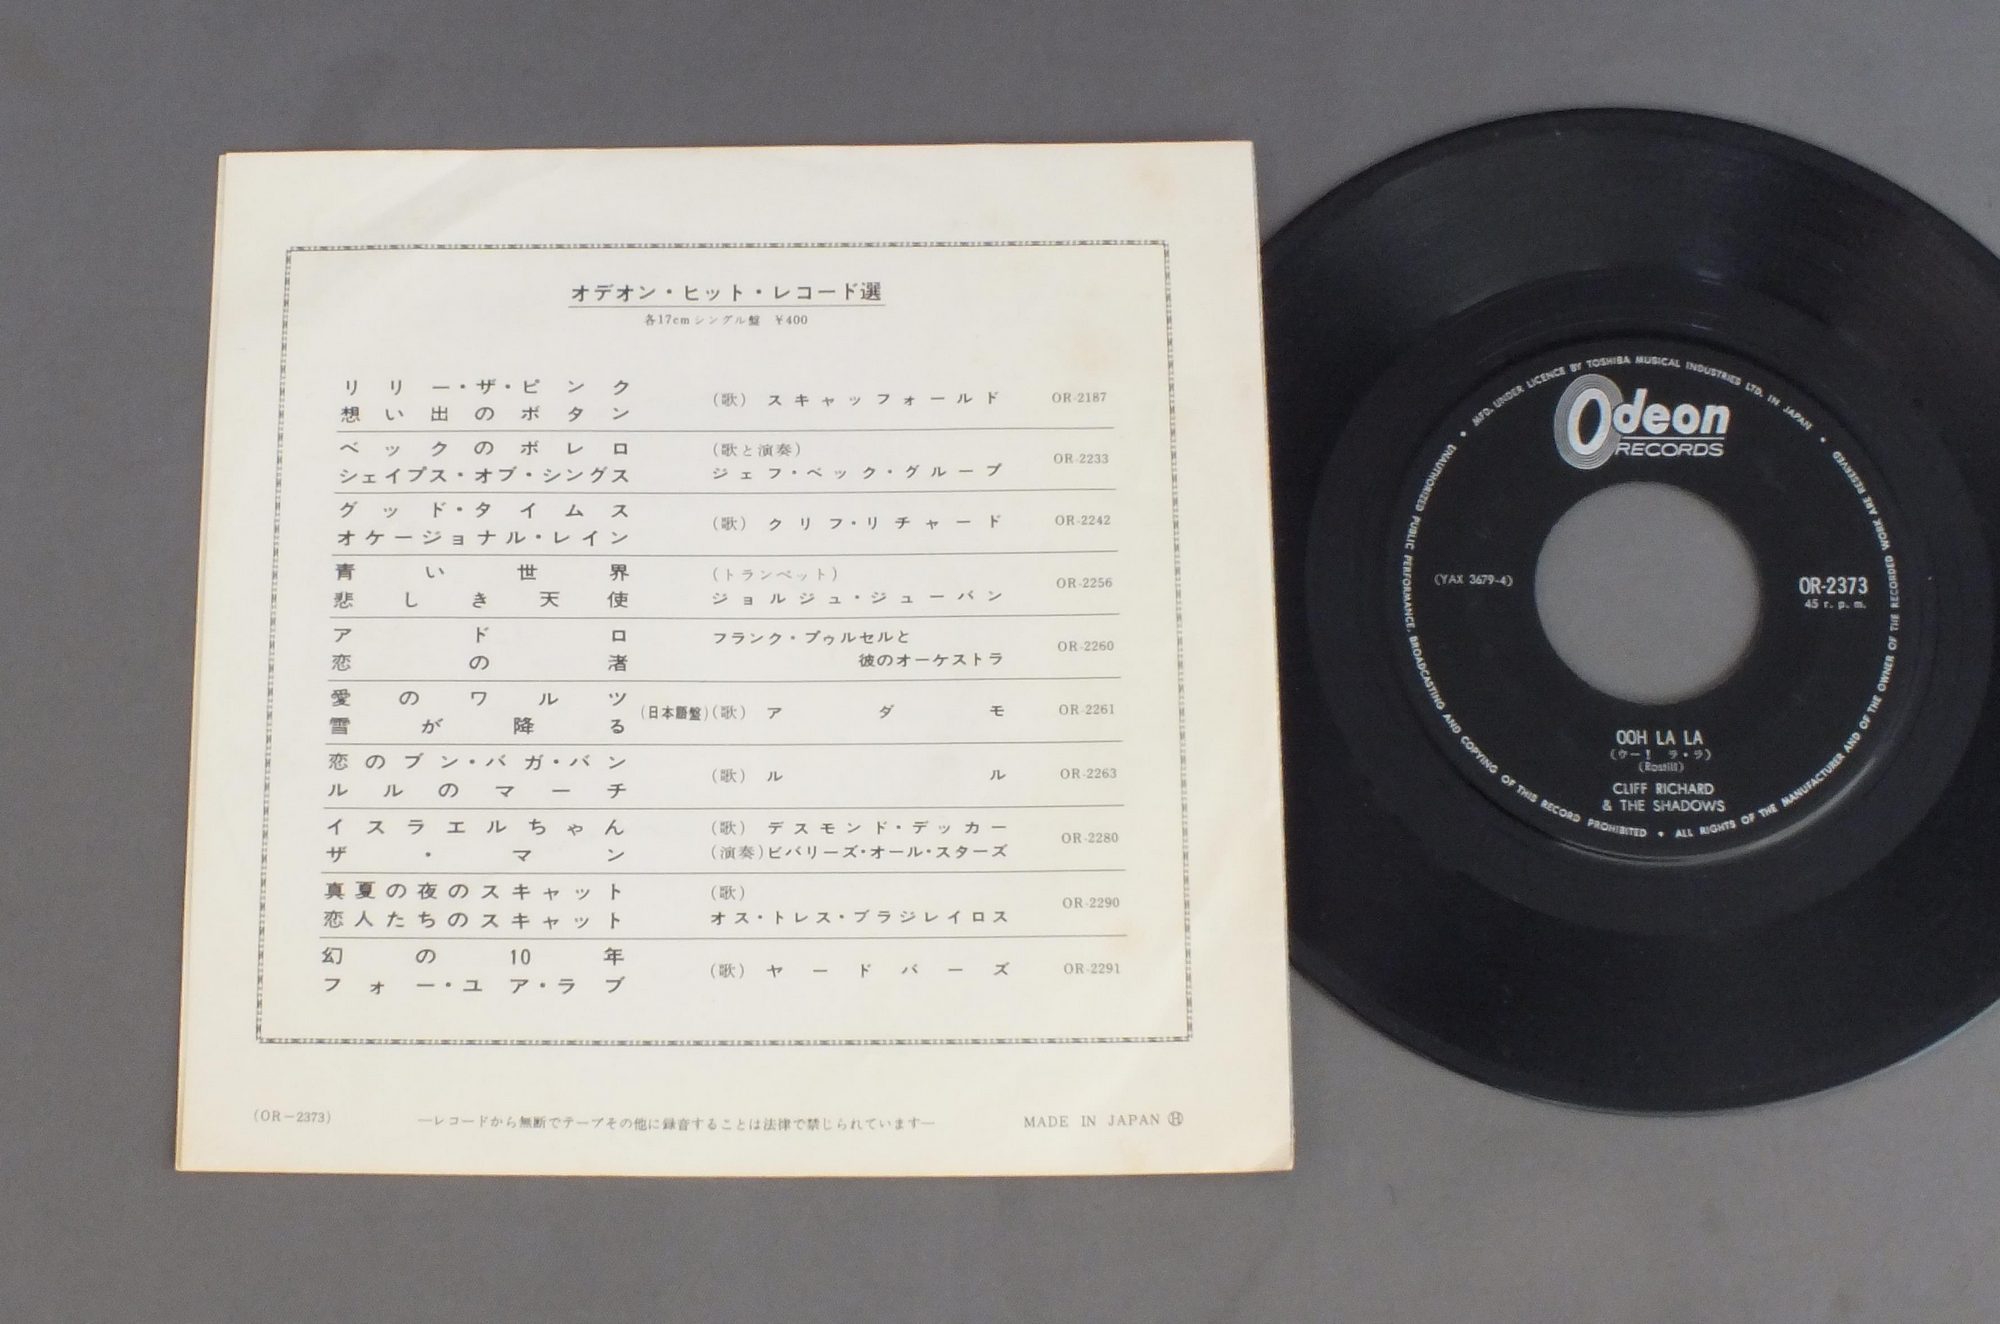 オデオン・ヒット・レコード選
各17cmシングル盤 ¥400
リリー・ザ・ピンク
想い出のボタン
(歌) スキャッフォールド
OR-2187
ベックのボレロ
シェイプス・オブ・シングス
(歌と演奏)
ジェフ・ベック・グループ
OR-2233
グッド・タイムス
オケージョナル・レイン
(歌) クリフ・リチャード
OR-2242
青い世界
悲しき天使
(トランペット)
ジョルジュ・ジューバン
OR-2256
アドロ
恋の渚
フランク・プゥルセルと
彼のオーケストラ
OR-2260
愛のワルツ
雪が降る
(日本語盤)(歌) アダモ
OR-2261
恋のブン・バガ・バン
ルルのマーチ
(歌) ルル
OR-2263
イスラエルちゃん
ザ・マン
(歌) デスモンド・デッカー
(演奏)ビバリーズ・オール・スターズ
OR-2280
真夏の夜のスキャット
恋人たちのスキャット
(歌)
オス・トレス・ブラジレイロス
OR-2290
幻の10年
フォー・ユア・ラブ
(歌) ヤードバーズ
OR-2291
(OR-2373)
—レコードから無断でテープその他に録音することは法律で禁じられています—
MADE IN JAPAN Ⓗ
MFD. UNDER LICENCE BY TOSHIBA MUSICAL INDUSTRIES LTD. IN JAPAN •
Odeon
RECORDS
(YAX 3679-4)
OR-2373
45 r. p. m.
OOH LA LA
(ウー! ラ・ラ)
(Rostill)
CLIFF RICHARD
& THE SHADOWS
UNAUTHORIZED PUBLIC PERFORMANCE, BROADCASTING AND COPYING OF THIS RECORD PROHIBITED • ALL RIGHTS OF THE MANUFACTURER AND OF THE OWNER OF THE RECORDED WORK ARE RESERVED •